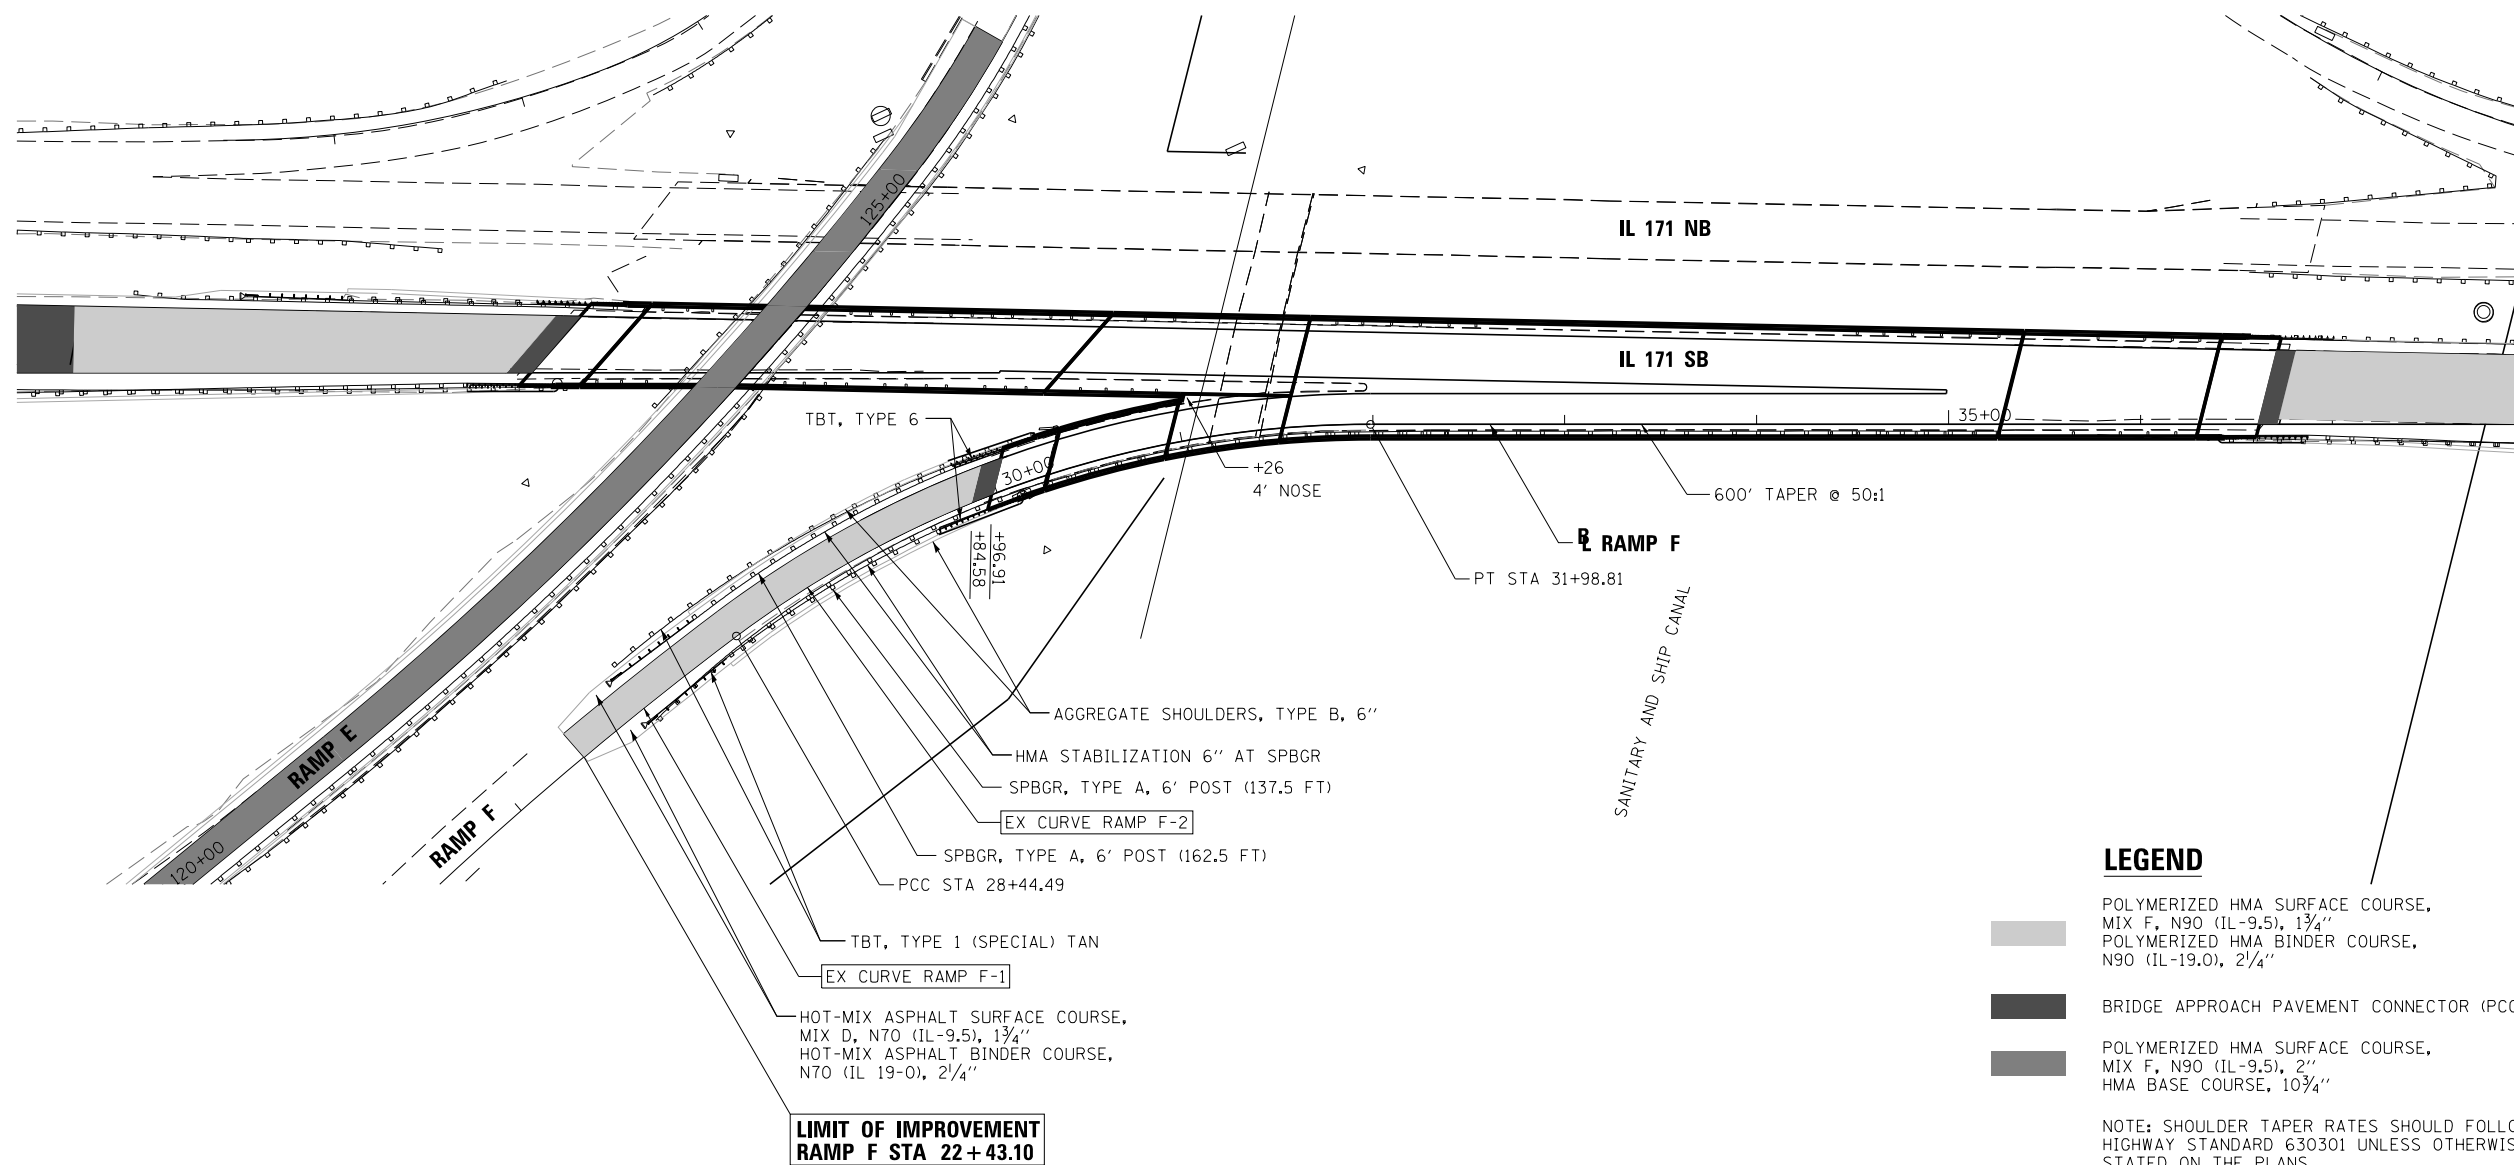 125+00
IL 171 NB
IL 171 SB
TBT, TYPE 6
35+00
30+00
+26
4' NOSE
600' TAPER @ 50:1
RAMP F
+96.91
+84.58
PT STA 31+98.81
SANITARY AND SHIP CANAL
AGGREGATE SHOULDERS, TYPE B, 6''
HMA STABILIZATION 6'' AT SPBGR
SPBGR, TYPE A, 6' POST (137.5 FT)
EX CURVE RAMP F-2
SPBGR, TYPE A, 6' POST (162.5 FT)
PCC STA 28+44.49
RAMP E
RAMP F
120+00
TBT, TYPE 1 (SPECIAL) TAN
EX CURVE RAMP F-1
HOT-MIX ASPHALT SURFACE COURSE,
MIX D, N70 (IL-9.5), 1¾''
HOT-MIX ASPHALT BINDER COURSE,
N70 (IL 19-0), 2¼''
LIMIT OF IMPROVEMENT
RAMP F STA 22+43.10
LEGEND
POLYMERIZED HMA SURFACE COURSE,
MIX F, N90 (IL-9.5), 1¾''
POLYMERIZED HMA BINDER COURSE,
N90 (IL-19.0), 2¼''
BRIDGE APPROACH PAVEMENT CONNECTOR (PCC
POLYMERIZED HMA SURFACE COURSE,
MIX F, N90 (IL-9.5), 2''
HMA BASE COURSE, 10¾''
NOTE: SHOULDER TAPER RATES SHOULD FOLLO
HIGHWAY STANDARD 630301 UNLESS OTHERWIS
STATED ON THE PLANS